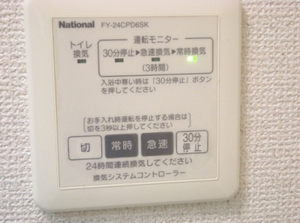 National FY-24CPD6SK
運転モニター
トイレ
換気
30分停止▶急速換気▶常時換気
(3時間)
入浴中寒い時は「30分停止」ボタン
を押してください
【お手入れ時運転を停止する場合は
切を3秒以上押してください】
切 常時 急速 30分
停止
24時間連続換気してください
換気システムコントローラー